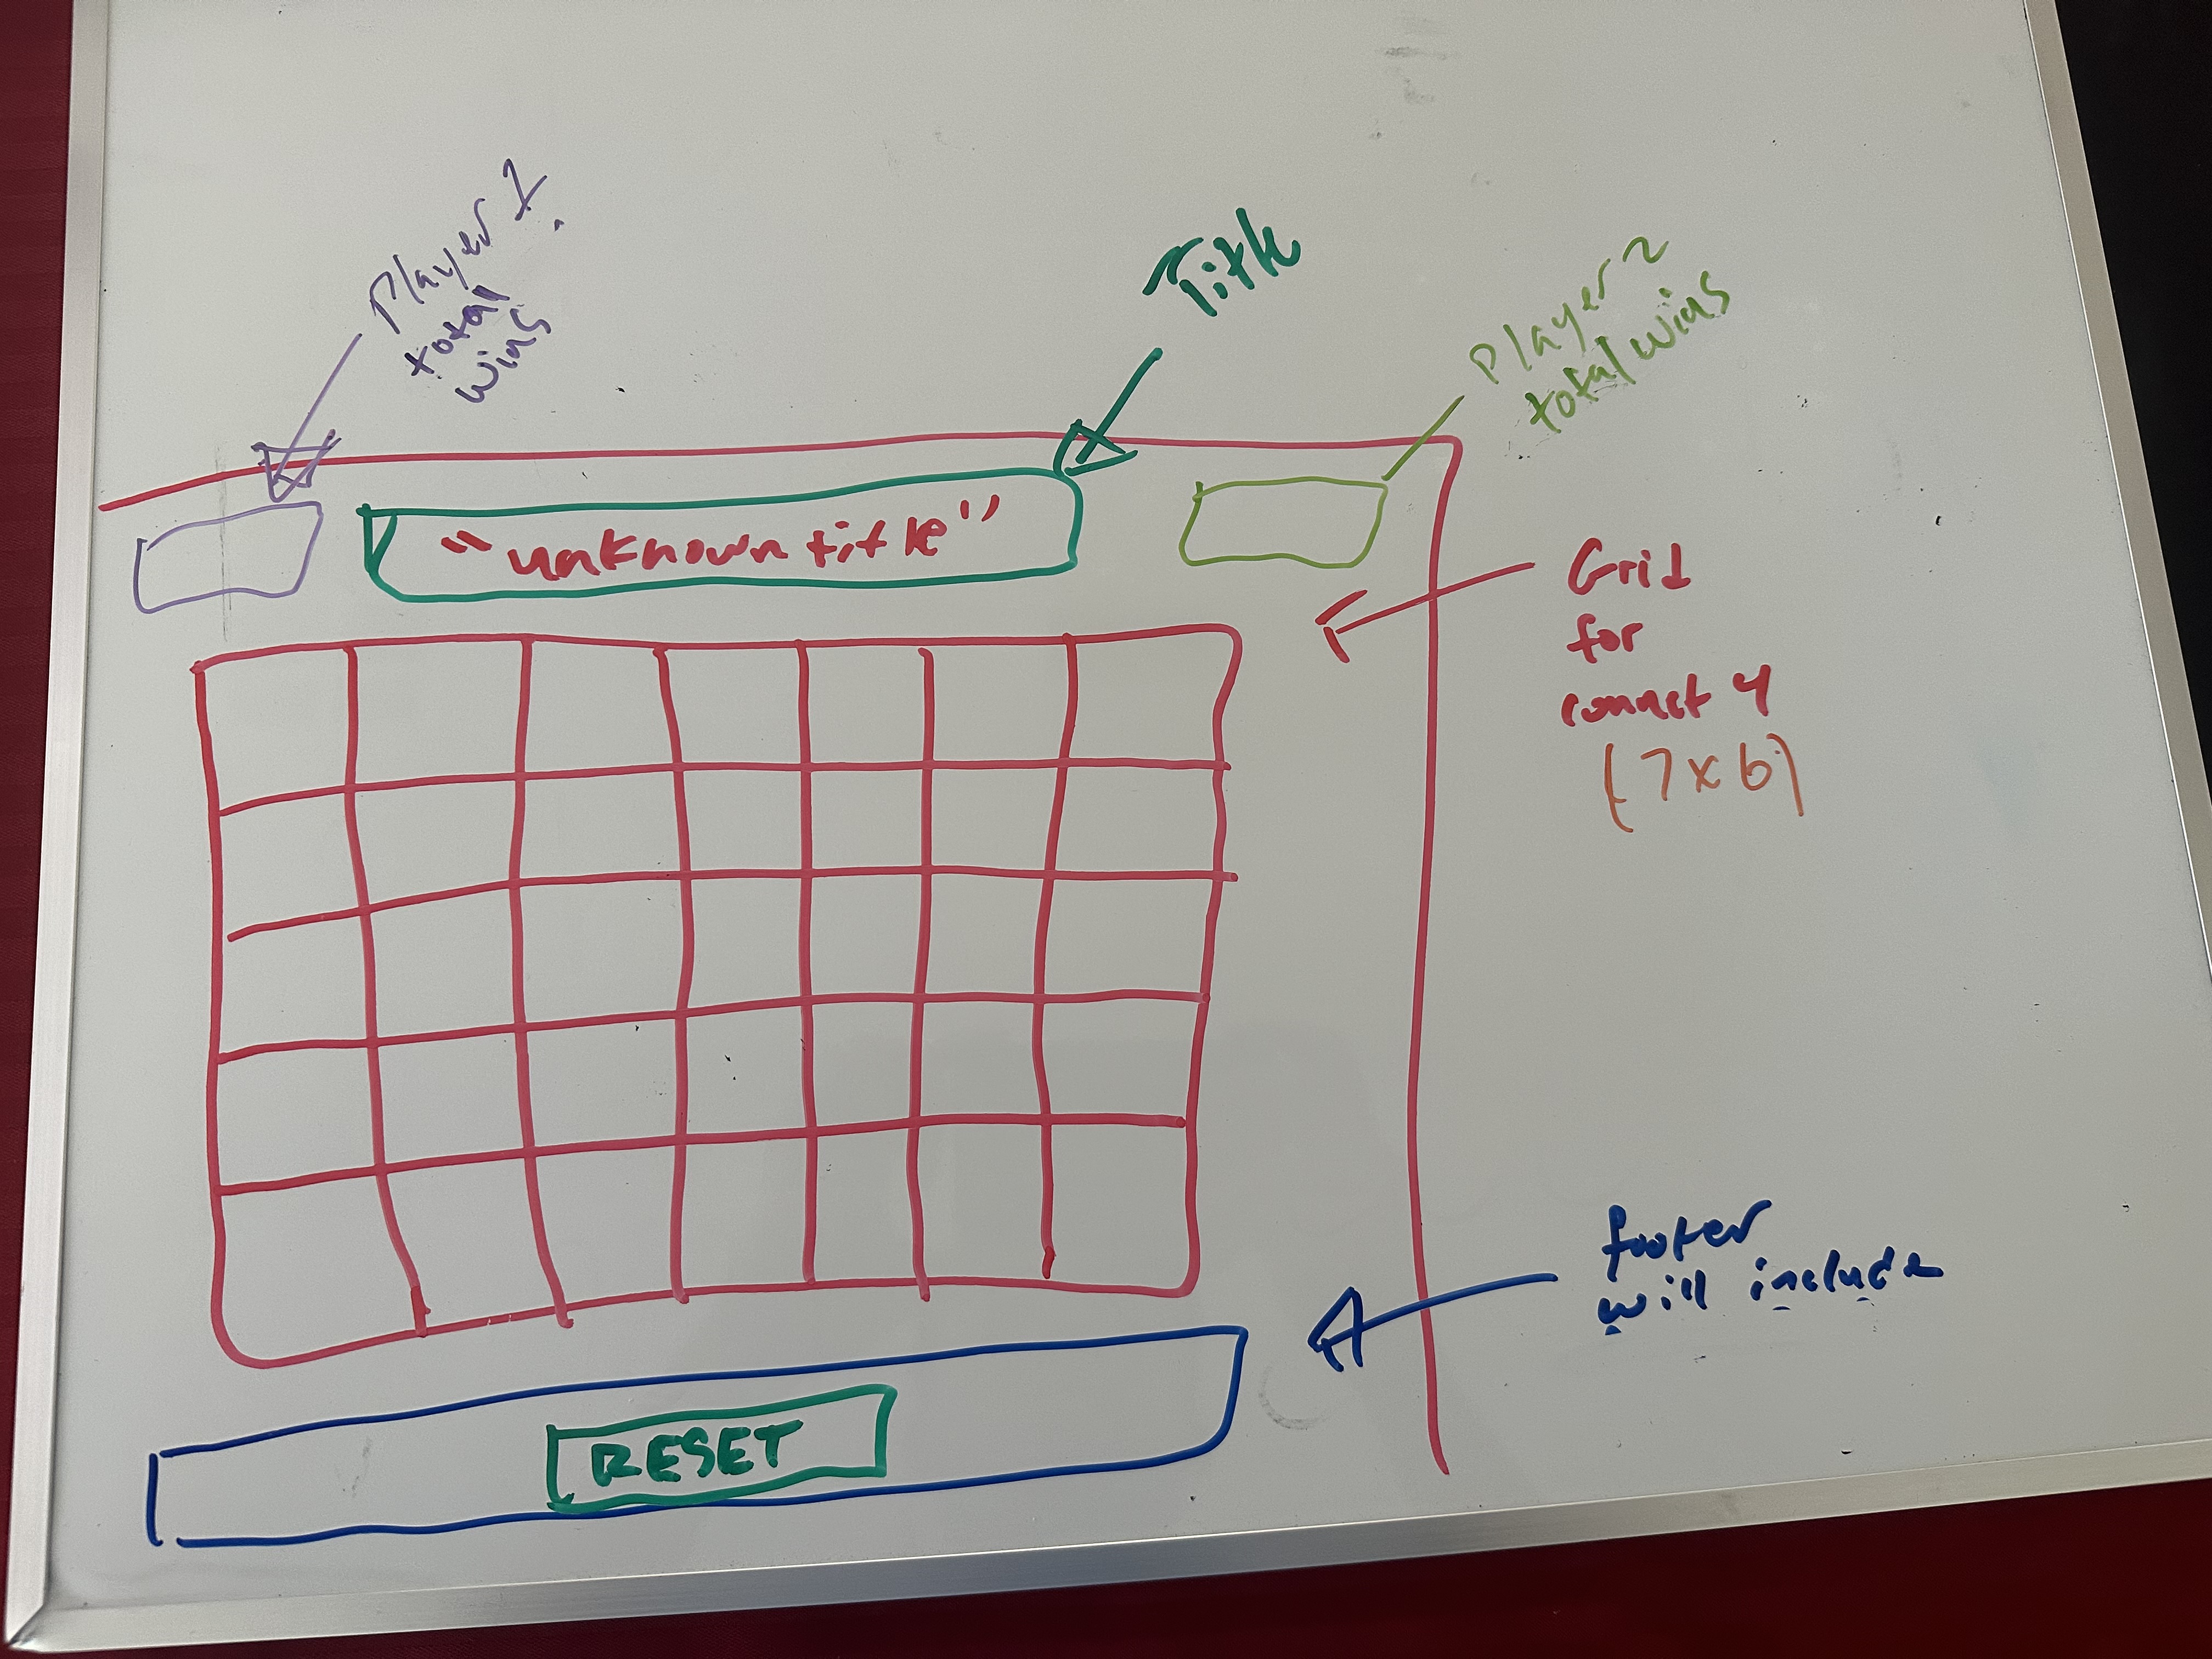 Player 1
total
wins
Title
Player 2
total wins
"unknown title"
Grid
for
connect 4
(7x6)
RESET
footer
will include